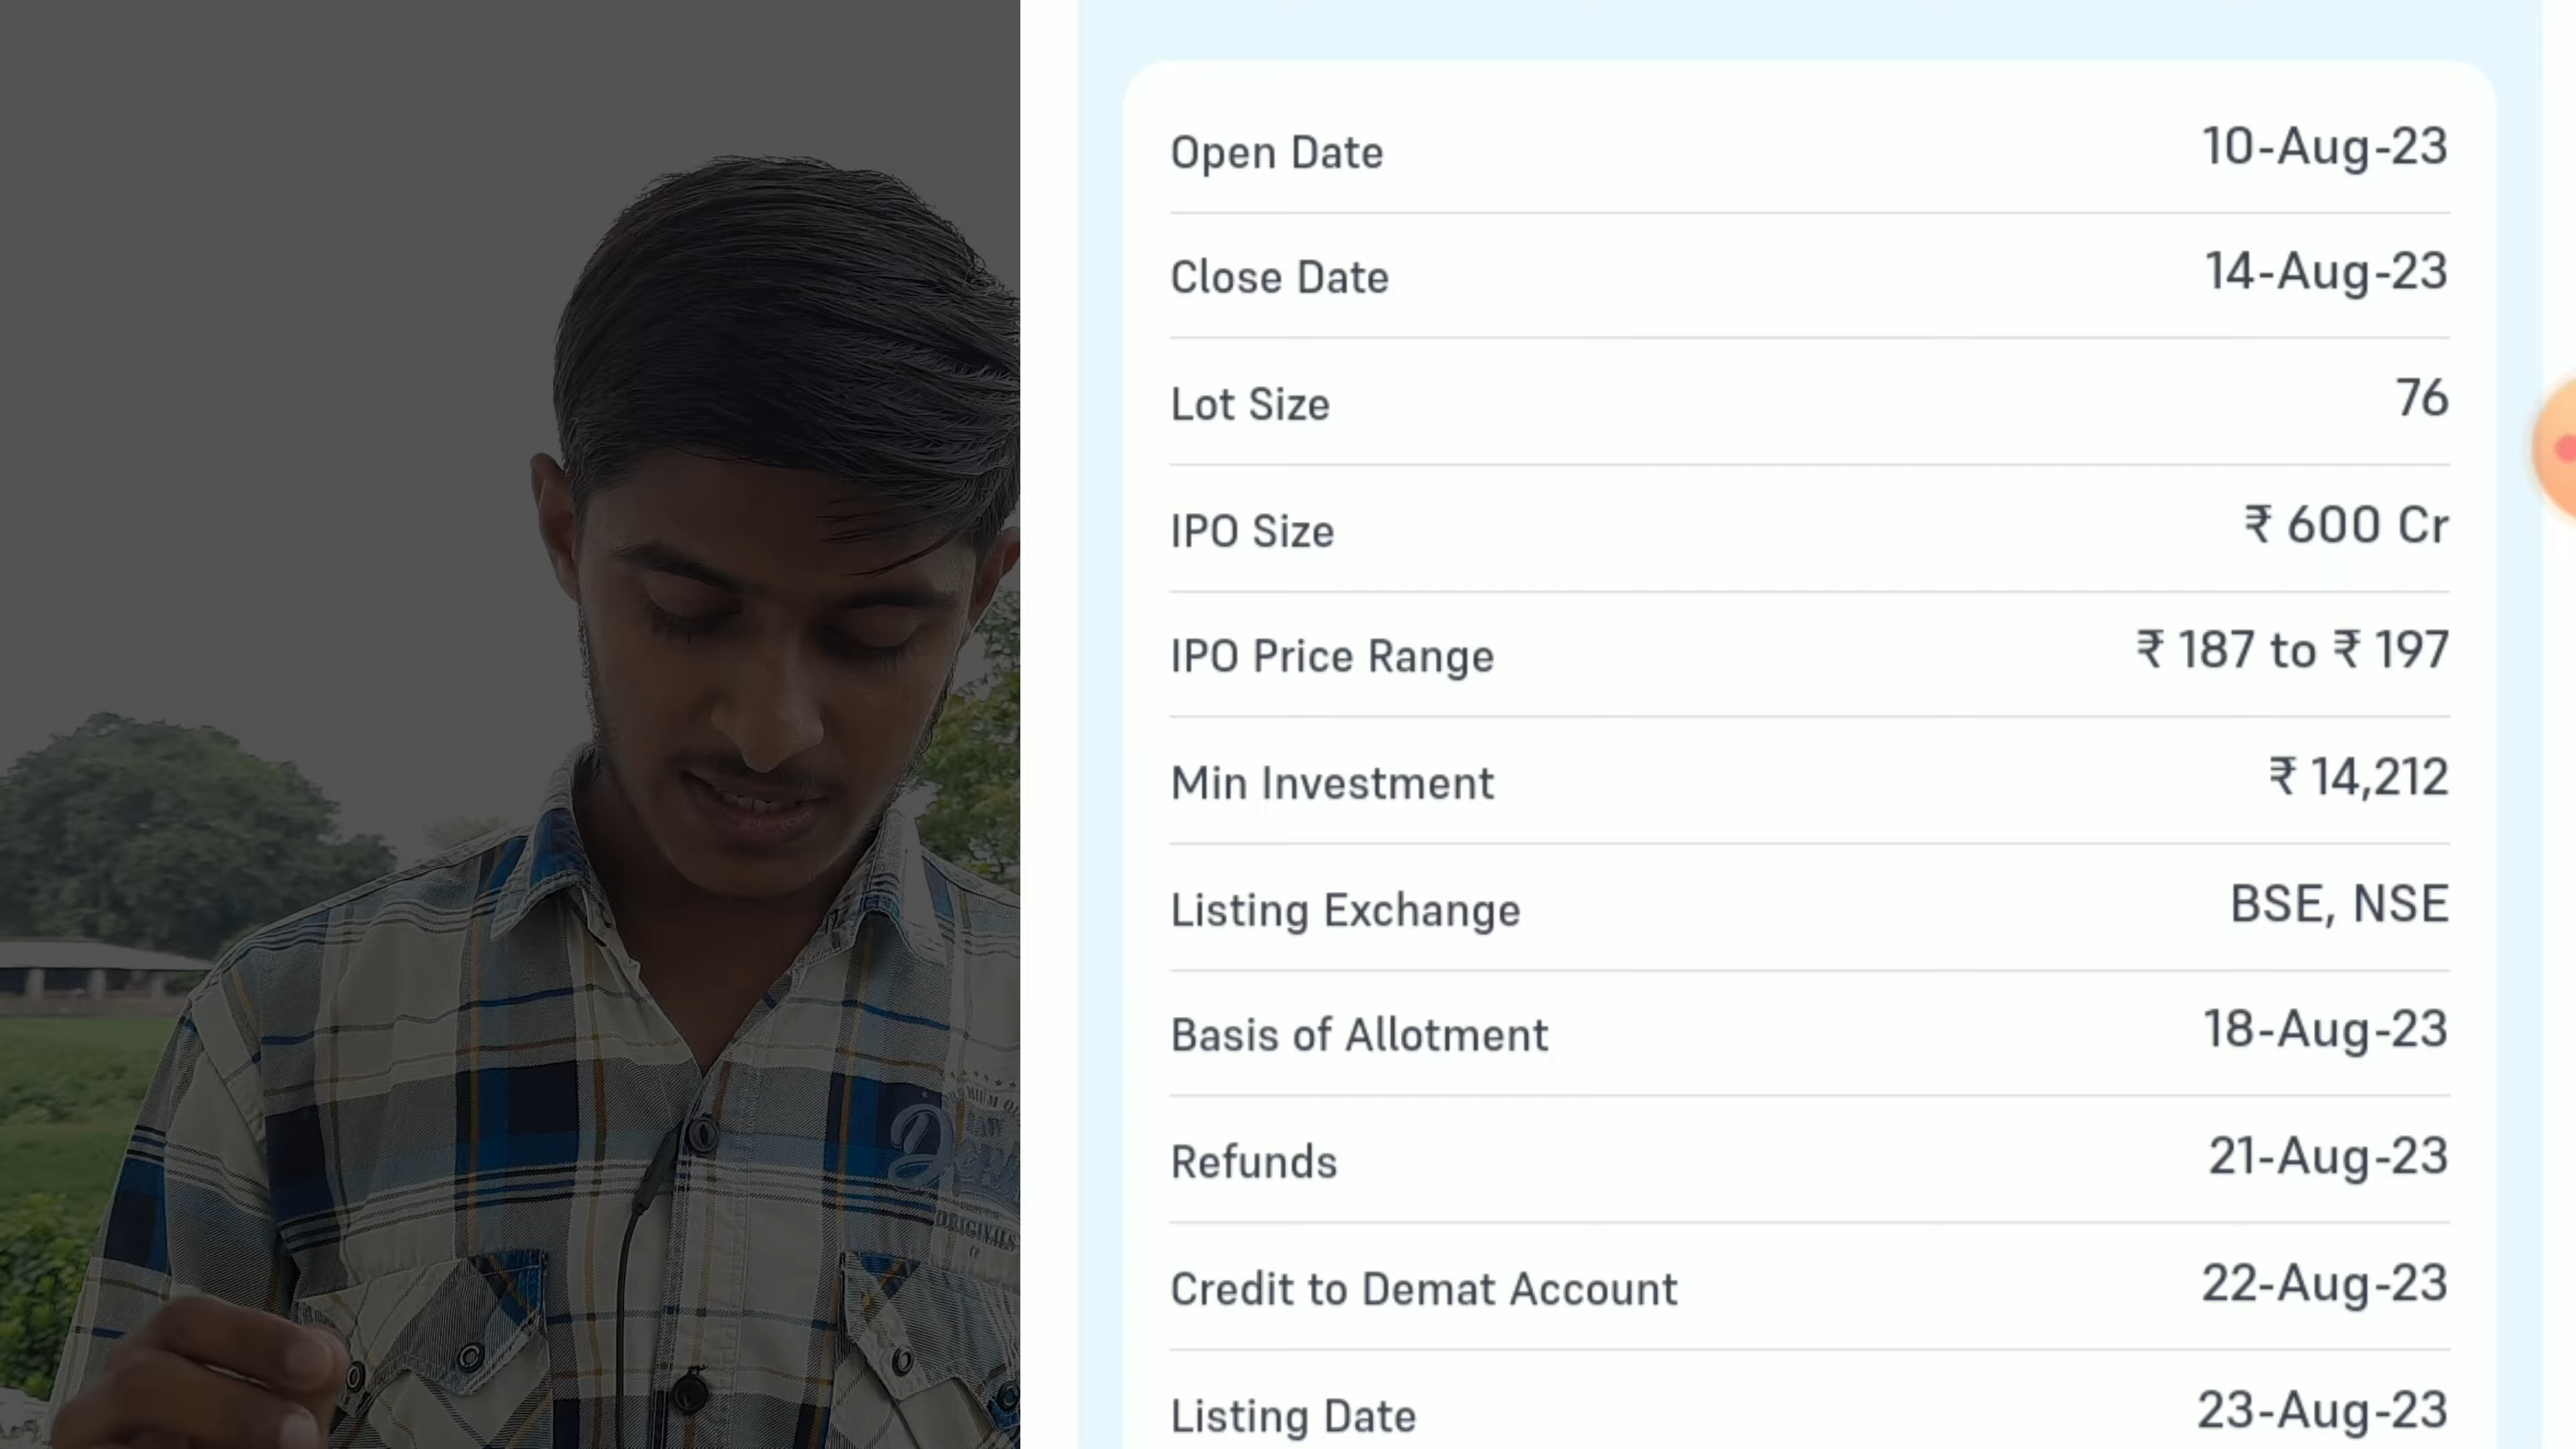 Open Date 10-Aug-23
Close Date 14-Aug-23
Lot Size 76
IPO Size ₹ 600 Cr
IPO Price Range ₹ 187 to ₹ 197
Min Investment ₹ 14,212
Listing Exchange BSE, NSE
Basis of Allotment 18-Aug-23
Refunds 21-Aug-23
Credit to Demat Account 22-Aug-23
Listing Date 23-Aug-23
ORIGINALS